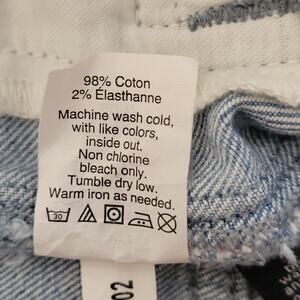 98% Coton
2% Élasthanne
Machine wash cold,
with like colors,
inside out.
Non chlorine
bleach only.
Tumble dry low.
Warm iron as needed.
30
02